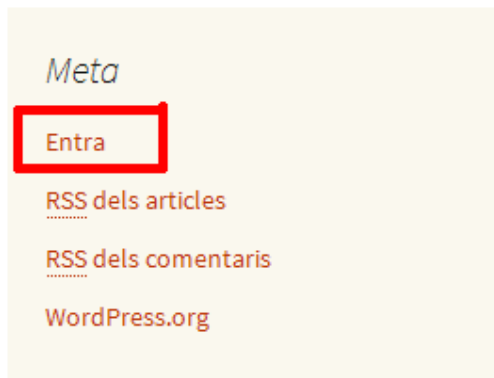 Meta
Entra
RSS dels articles
RSS dels comentaris
WordPress.org